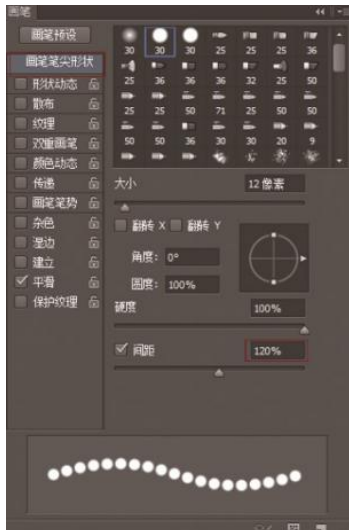 画笔
画笔预设
画笔笔尖形状
形状动态
散布
纹理
双重画笔
颜色动态
传递
画笔笔势
杂色
湿边
建立
平滑
保护纹理
30 30 30 25 25 25
25 36 36 36 32 25 50
25 25 50 71 25 50 50
50 50 36 30 30 20 9
大小 12 像素
翻转 X 翻转 Y
角度: 0°
圆度: 100%
硬度 100%
间距 120%